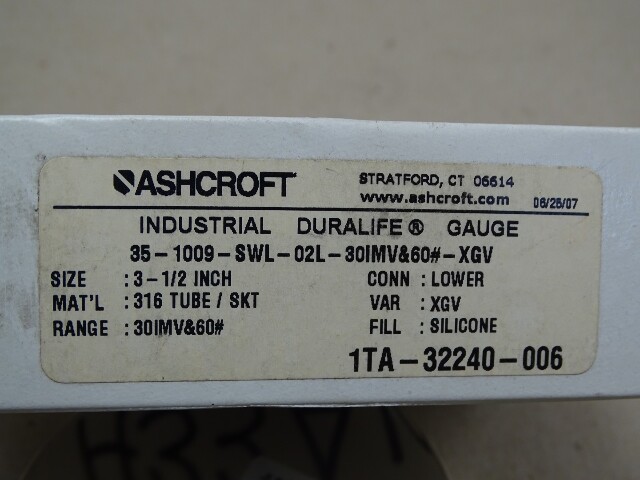 ASHCROFT
STRATFORD, CT 06614
www.ashcroft.com
06/26/07
INDUSTRIAL DURALIFE® GAUGE
35-1009-SWL-02L-30IMV&60#-XGV
SIZE : 3-1/2 INCH
CONN : LOWER
MAT'L : 316 TUBE / SKT
VAR : XGV
RANGE : 30IMV&60#
FILL : SILICONE
1TA-32240-006